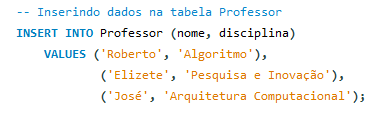 -- Inserindo dados na tabela Professor
INSERT INTO Professor (nome, disciplina)
VALUES ('Roberto', 'Algoritmo'),
('Elizete', 'Pesquisa e Inovação'),
('José', 'Arquitetura Computacional');